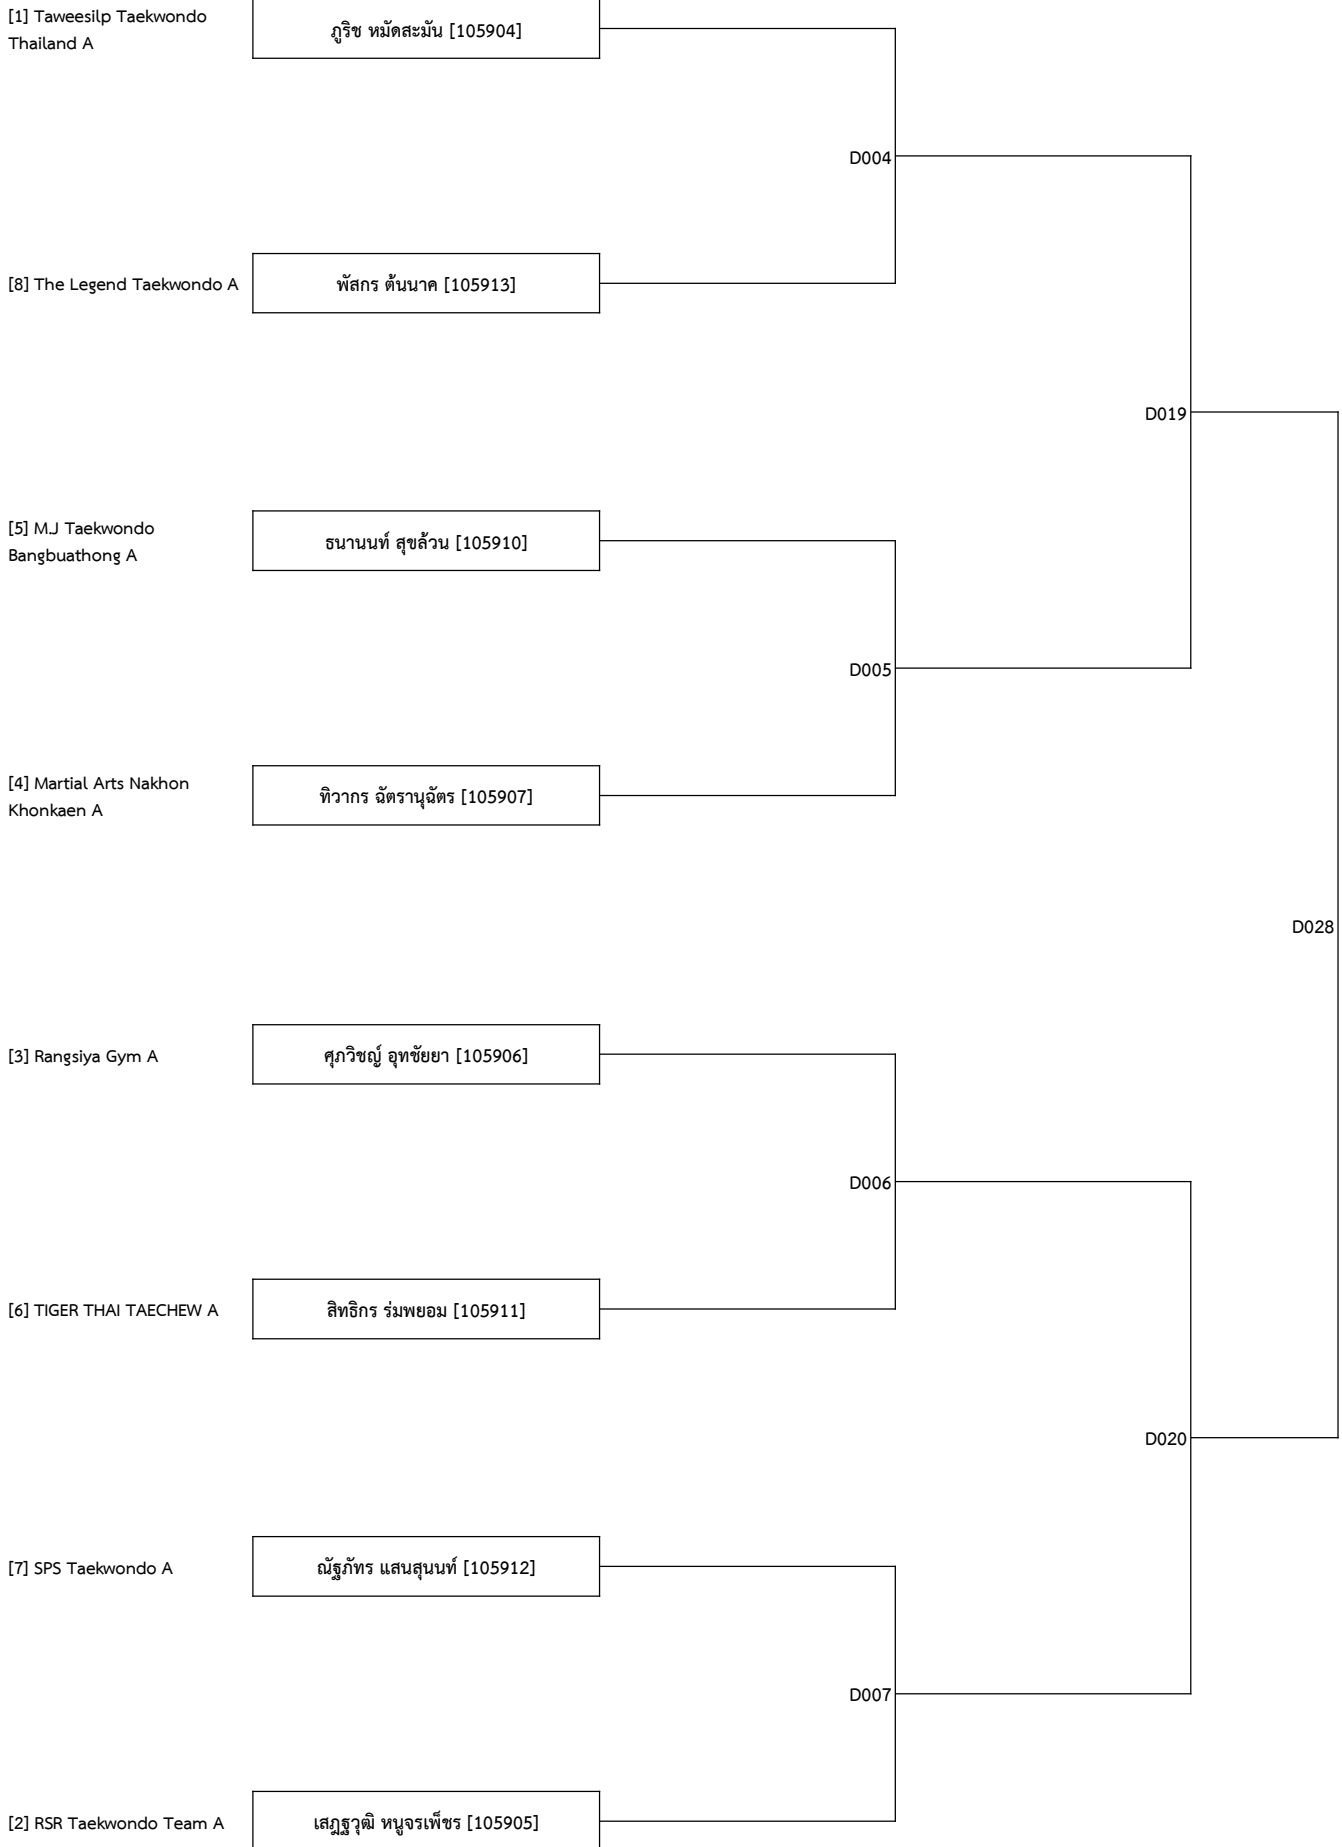 [1] Taweesilp Taekwondo
Thailand A
ภูริช หมัดสะมัน [105904]
D004
[8] The Legend Taekwondo A
พัสกร ต้นนาค [105913]
D019
[5] M.J Taekwondo
Bangbuathong A
ธนานนท์ สุขล้วน [105910]
D005
[4] Martial Arts Nakhon
Khonkaen A
ทิวากร ฉัตรานุฉัตร [105907]
D028
[3] Rangsiya Gym A
ศุภวิชญ์ อุทชัยยา [105906]
D006
[6] TIGER THAI TAECHEW A
สิทธิกร ร่มพยอม [105911]
D020
[7] SPS Taekwondo A
ณัฐภัทร แสนสุนนท์ [105912]
D007
[2] RSR Taekwondo Team A
เสฎฐวุฒิ หนูจรเพ็ชร [105905]